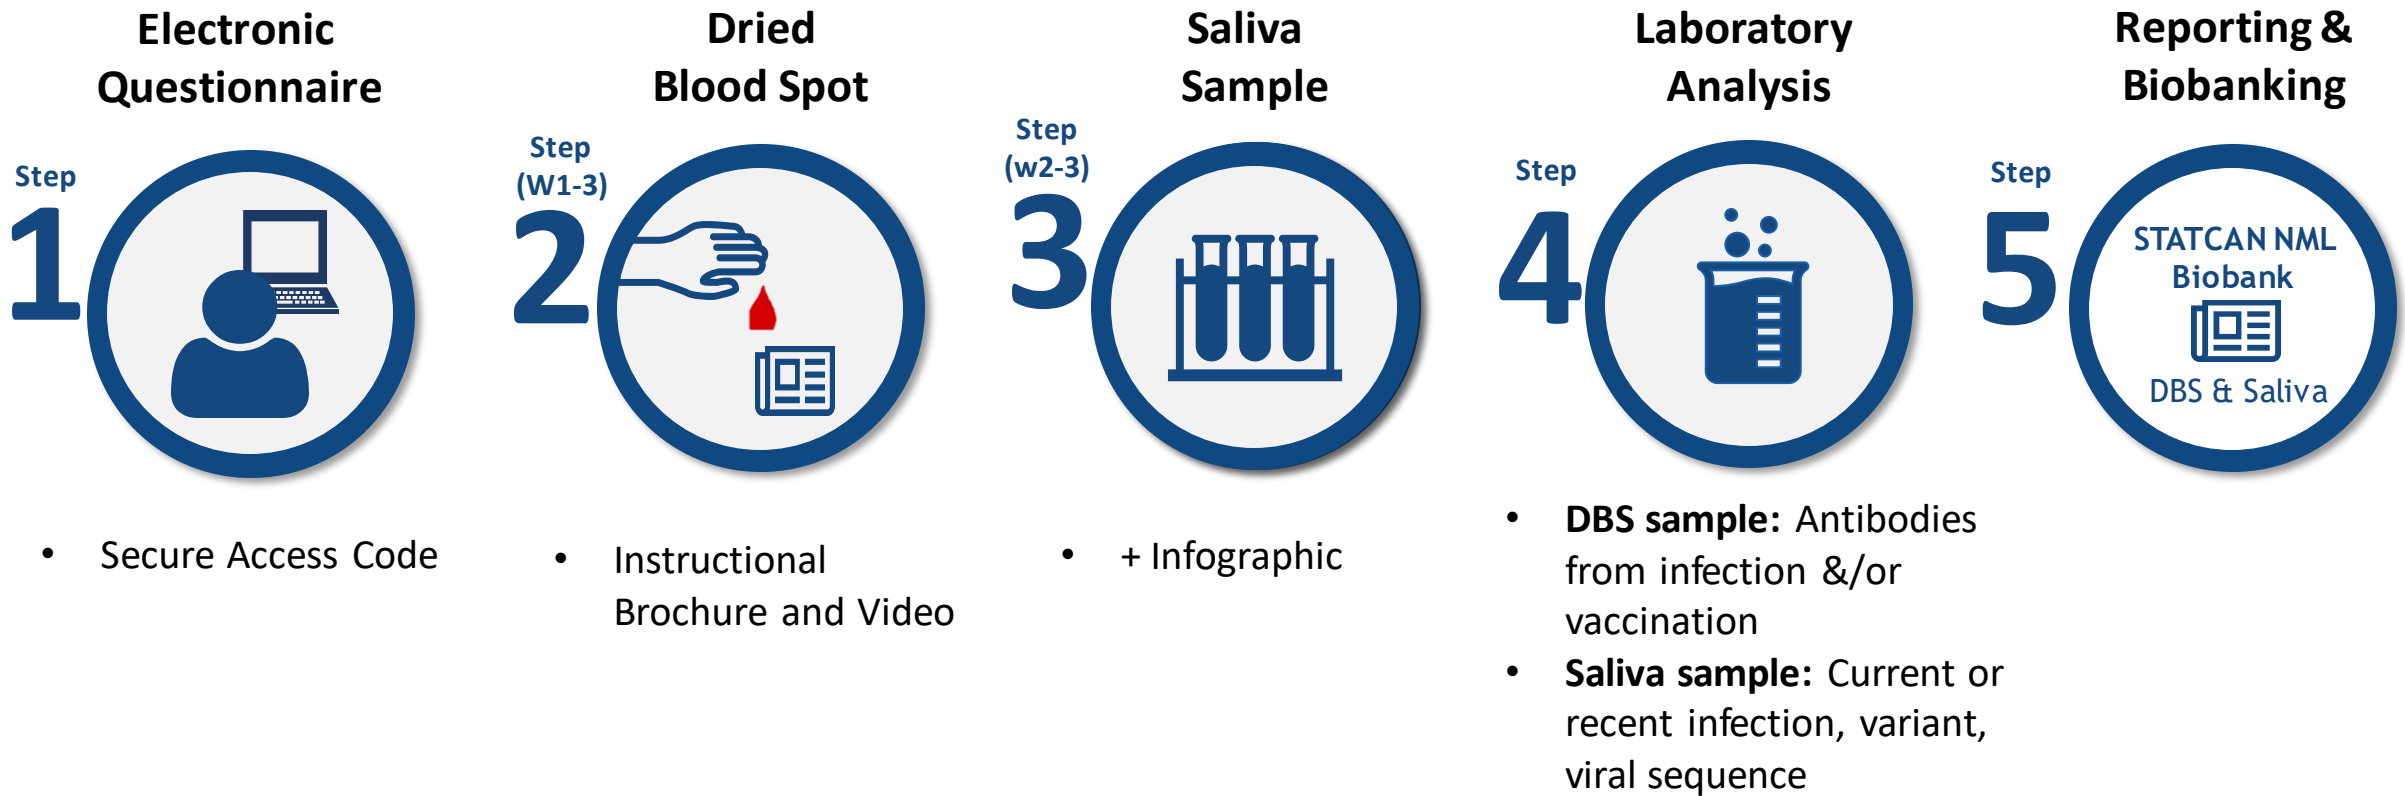 Electronic
Questionnaire
Step
1
• Secure Access Code
Dried
Blood Spot
Step
(W1-3)
2
• Instructional
Brochure and Video
Saliva
Sample
Step
(w2-3)
3
• + Infographic
Laboratory
Analysis
Step
4
• DBS sample: Antibodies
from infection &/or
vaccination
• Saliva sample: Current or
recent infection, variant,
viral sequence
Reporting &
Biobanking
Step
5
STATCAN NML
Biobank
DBS & Saliva